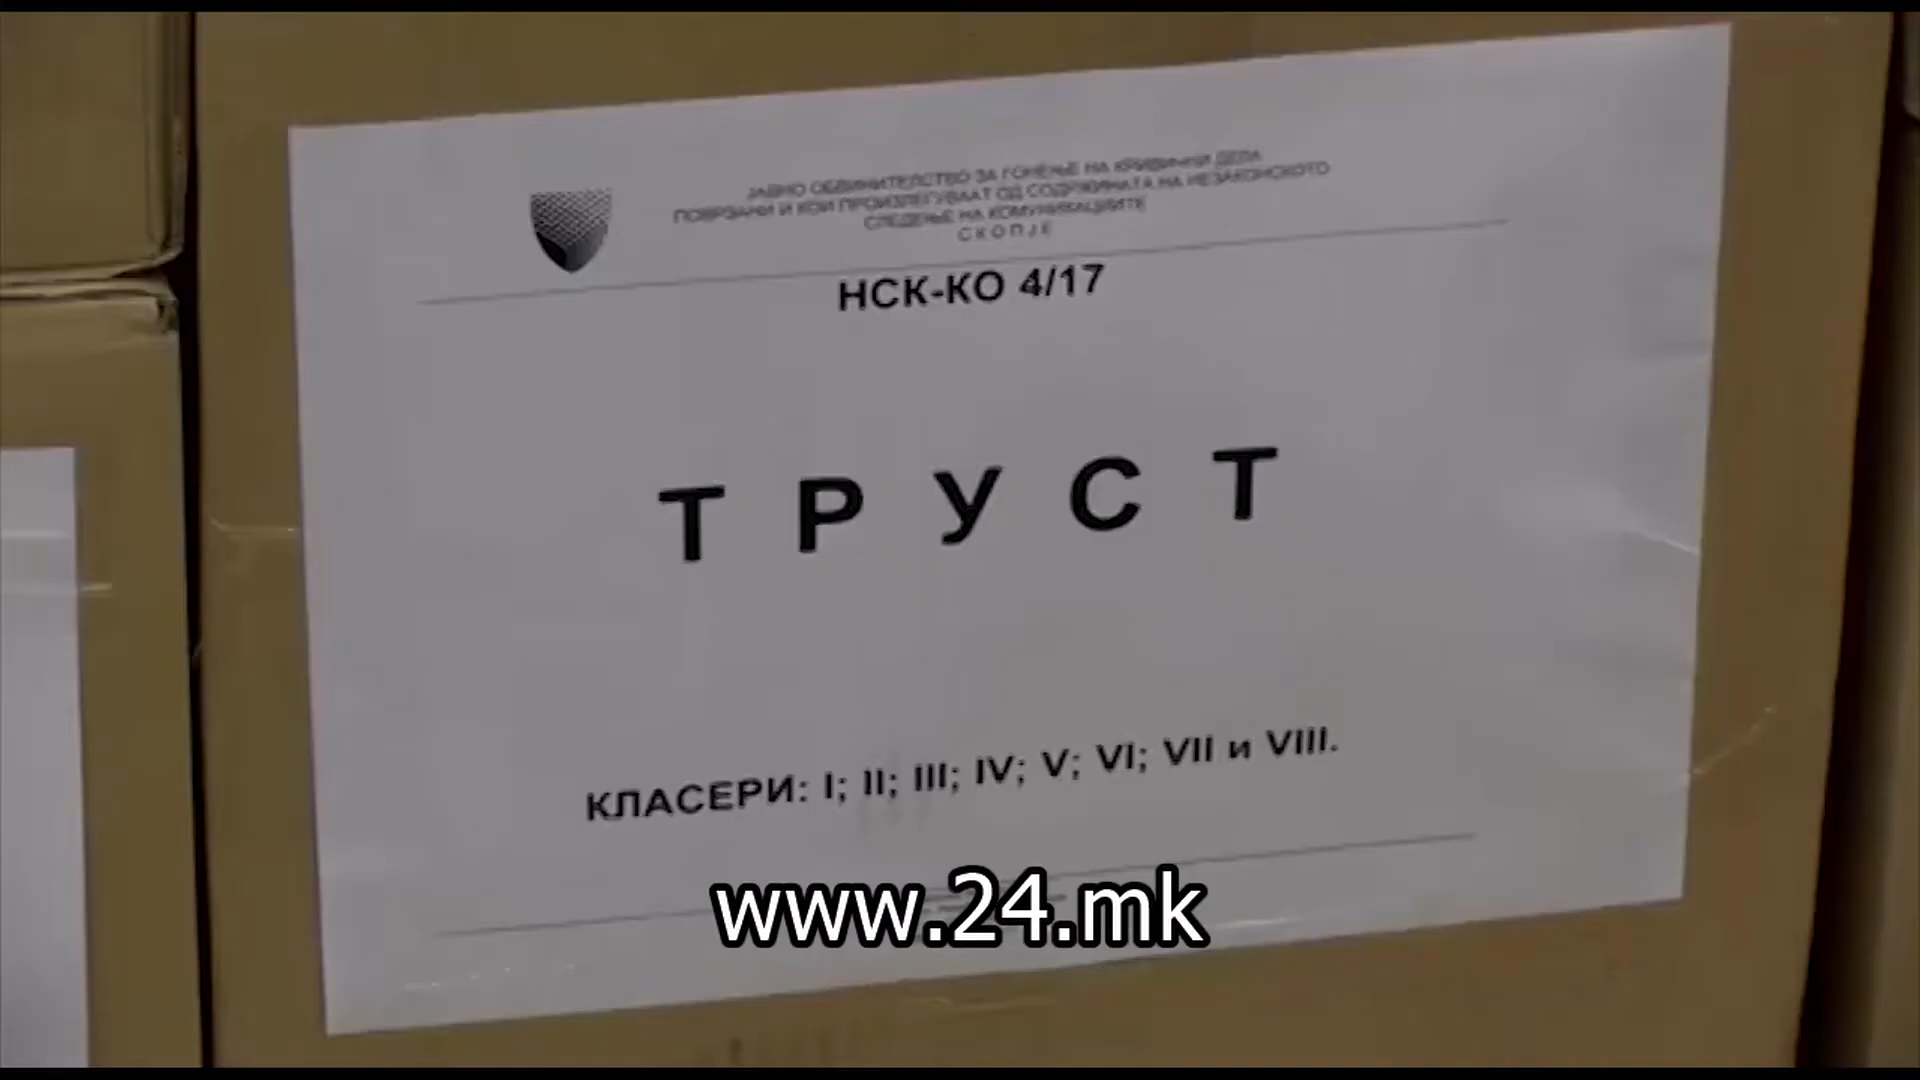 ЈАВНО ОБВИНИТЕЛСТВО ЗА ГОНЕЊЕ НА КРИВИЧНИ ДЕЛА
ПОВРЗАНИ И КОИ ПРОИЗЛЕГУВААТ ОД СОДРЖИНАТА НА НЕЗАКОНСКОТО
СЛЕДЕЊЕ НА КОМУНИКАЦИИТЕ
СКОПЈЕ
НСК-КО 4/17
ТРУСТ
КЛАСЕРИ: I; II; III; IV; V; VI; VII и VIII.
www.24.mk